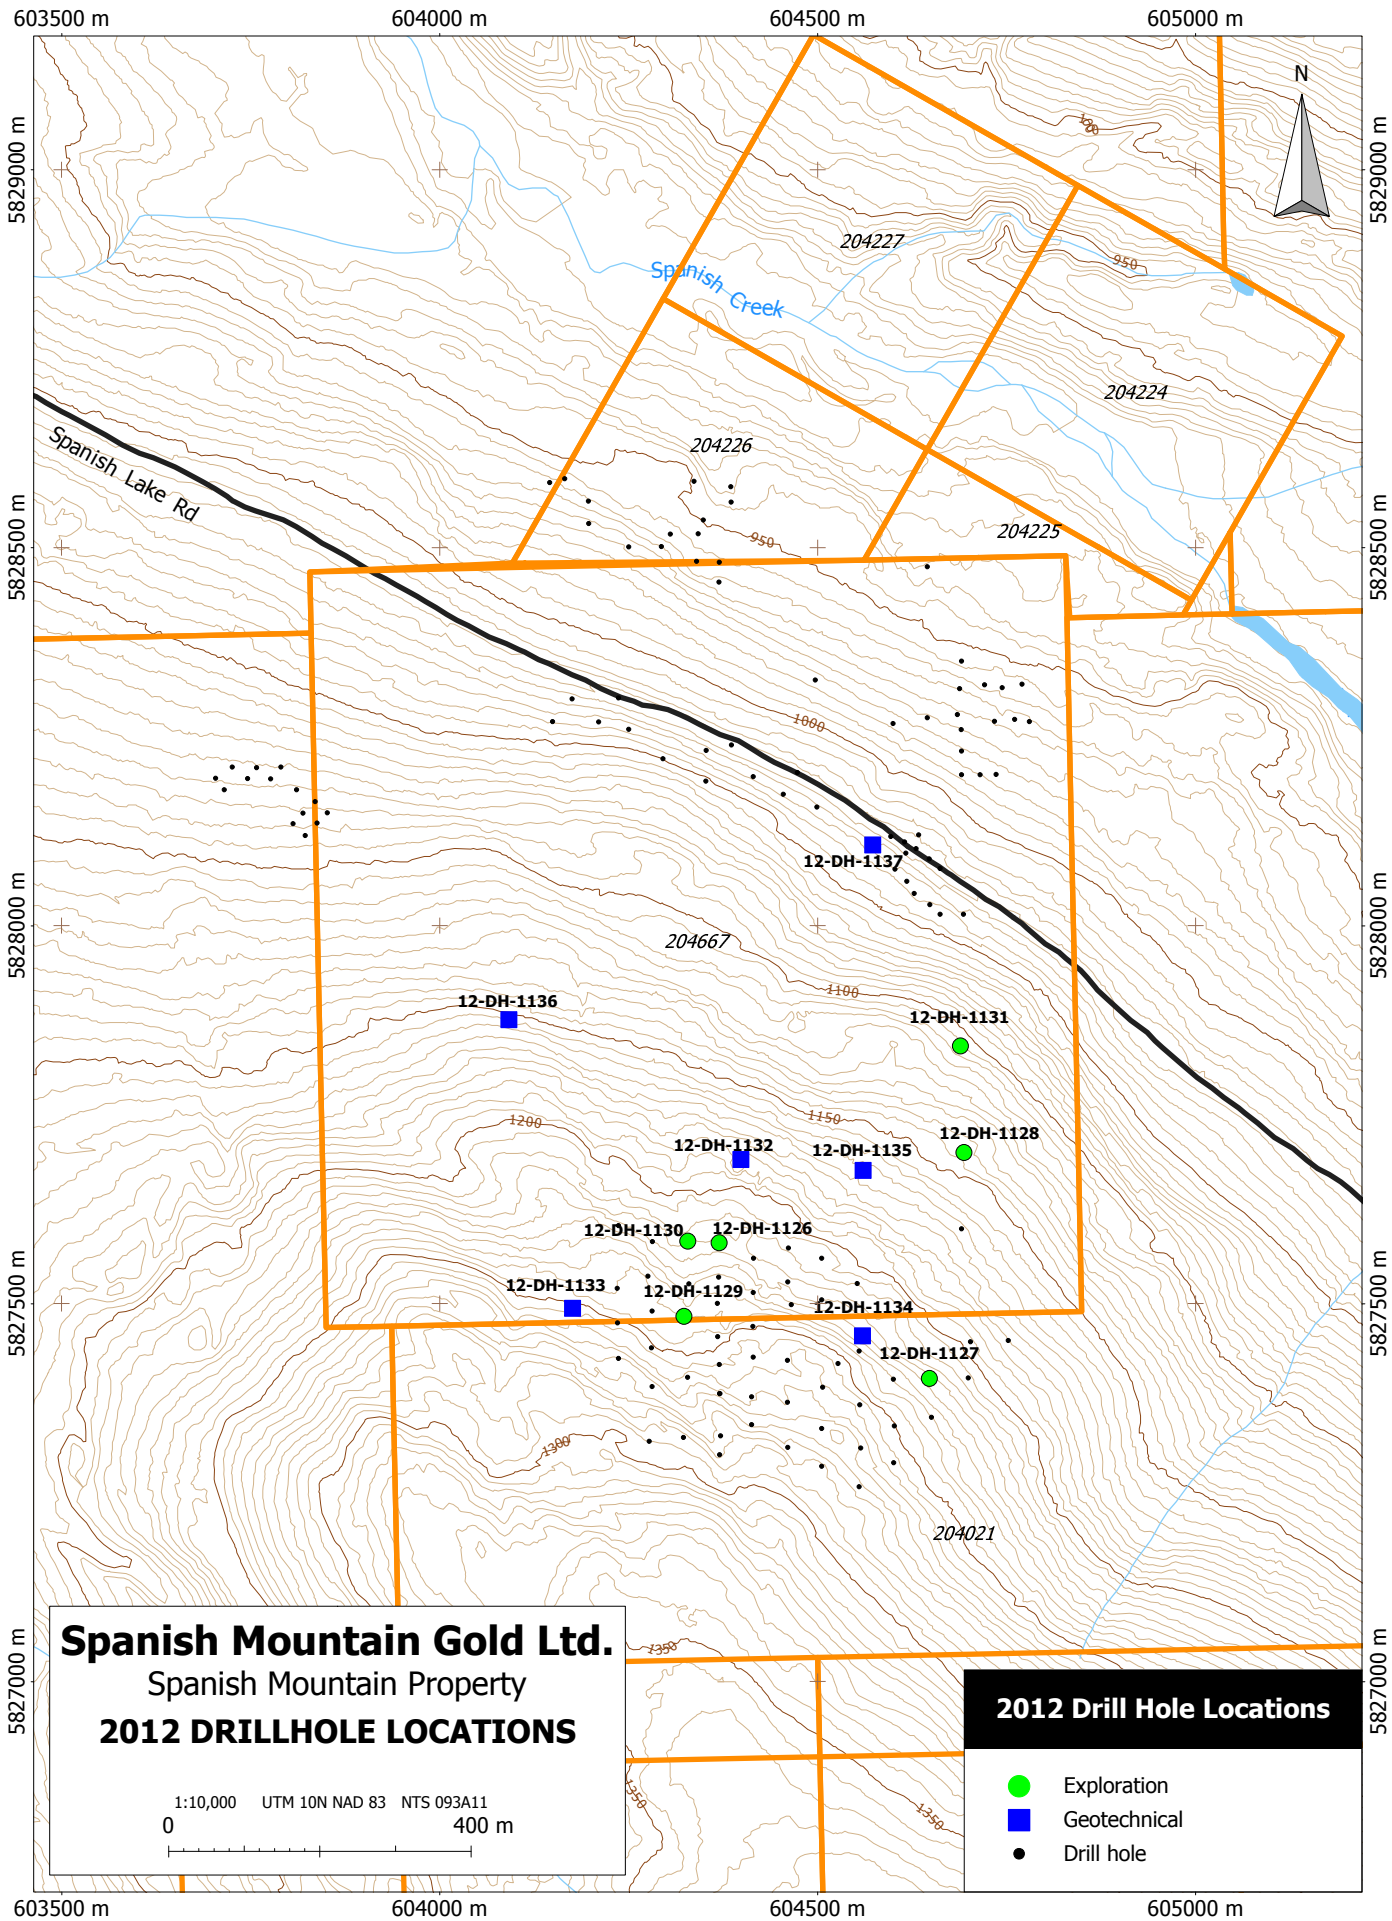 603500 m
604000 m
604500 m
605000 m
N
5829000 m
5829000 m
950
204227
Spanish Creek
204224
204226
Spanish Lake Rd
204225
950
5828500 m
5828500 m
1000
12-DH-1137
5828000 m
5828000 m
204667
1100
12-DH-1136
12-DH-1131
1200
1150
12-DH-1128
12-DH-1132
12-DH-1135
12-DH-1130
12-DH-1126
12-DH-1133
12-DH-1129
5827500 m
5827500 m
12-DH-1134
12-DH-1127
1300
204021
1350
5827000 m
5827000 m
Spanish Mountain Gold Ltd.
Spanish Mountain Property
2012 DRILLHOLE LOCATIONS
1:10,000 UTM 10N NAD 83 NTS 093A11
0 400 m
1350
1350
2012 Drill Hole Locations
Exploration
Geotechnical
Drill hole
603500 m
604000 m
604500 m
605000 m